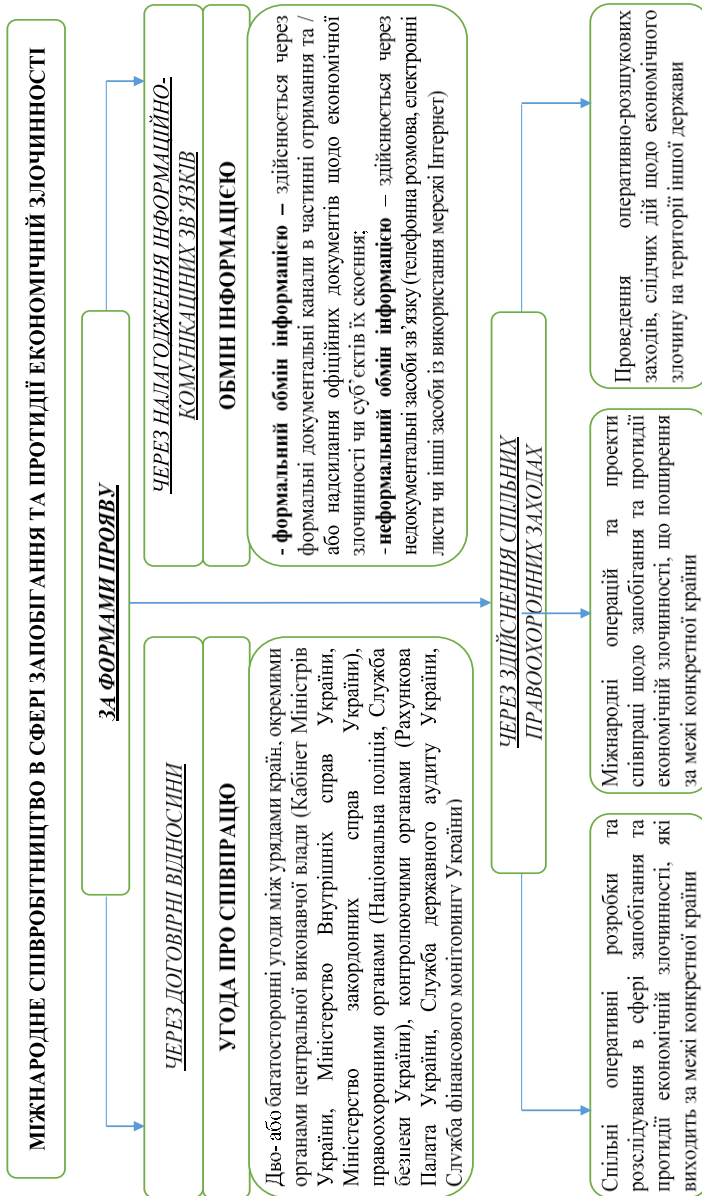 МІЖНАРОДНЕ СПІВРОБІТНИЦТВО В СФЕРІ ЗАПОБІГАННЯ ТА ПРОТИДІЇ ЕКОНОМІЧНІЙ ЗЛОЧИННОСТІ
ЗА ФОРМАМИ ПРОЯВУ
ЧЕРЕЗ ДОГОВІРНІ ВІДНОСИНИ
УГОДА ПРО СПІВПРАЦЮ
Дво- або багатосторонні угоди між урядами країн, окремими
органами центральної виконавчої влади (Кабінет Міністрів
України, Міністерство Внутрішніх справ України,
Міністерство закордонних справ України),
правоохоронними органами (Національна поліція, Служба
безпеки України), контролюючими органами (Рахункова
Палата України, Служба державного аудиту України,
Служба фінансового моніторингу України)
ЧЕРЕЗ НАЛАГОДЖЕННЯ ІНФОРМАЦІЙНО-
КОМУНІКАЦІЙНИХ ЗВ’ЯЗКІВ
ОБМІН ІНФОРМАЦІЄЮ
- формальний обмін інформацією – здійснюється через
формальні документальні канали в частинні отримання та /
або надсилання офіційних документів щодо економічної
злочинності чи суб’єктів їх скоєння;
- неформальний обмін інформацією – здійснюється через
недокументальні засоби зв’язку (телефонна розмова, електронні
листи чи інші засоби із використання мережі Інтернет)
ЧЕРЕЗ ЗДІЙСНЕННЯ СПІЛЬНИХ
ПРАВООХОРОННИХ ЗАХОДАХ
Спільні оперативні розробки та
розслідування в сфері запобігання та
протидії економічній злочинності, які
виходить за межі конкретної країни
Міжнародні операцій та проекти
співпраці щодо запобігання та протидії
економічній злочинності, що поширення
за межі конкретної країни
Проведення оперативно-розшукових
заходів, слідчих дій щодо економічного
злочину на території іншої держави